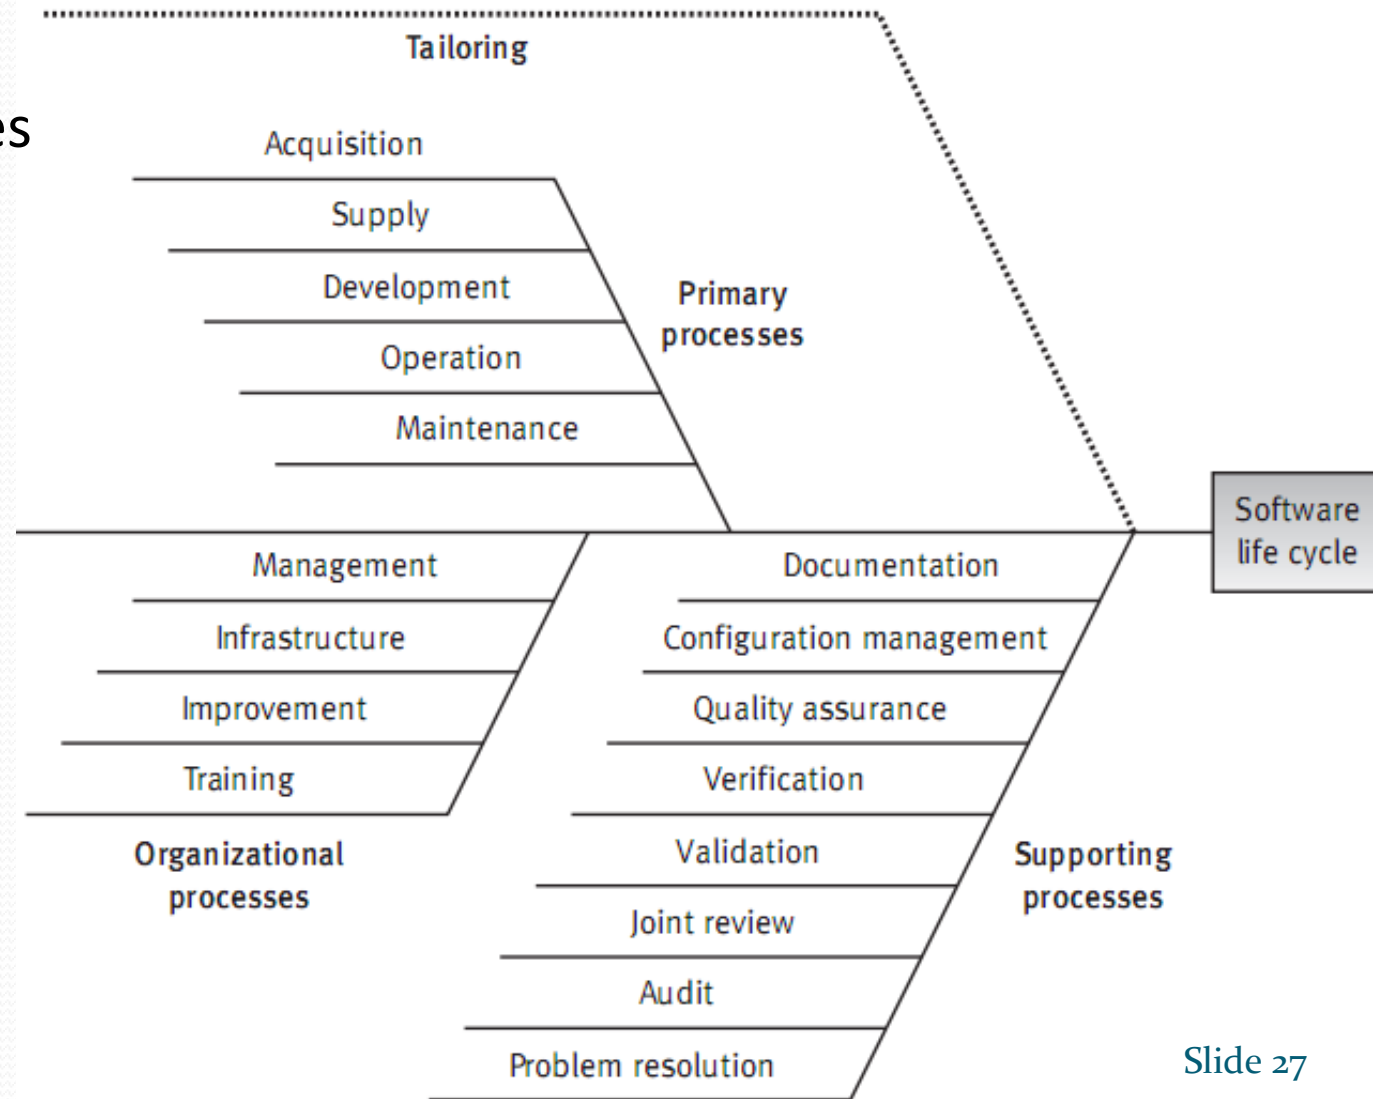 Tailoring
es
Acquisition
Supply
Development
Operation
Maintenance
Primary
processes
Software
life cycle
Management
Infrastructure
Improvement
Training
Organizational
processes
Documentation
Configuration management
Quality assurance
Verification
Validation
Joint review
Audit
Problem resolution
Supporting
processes
Slide 27